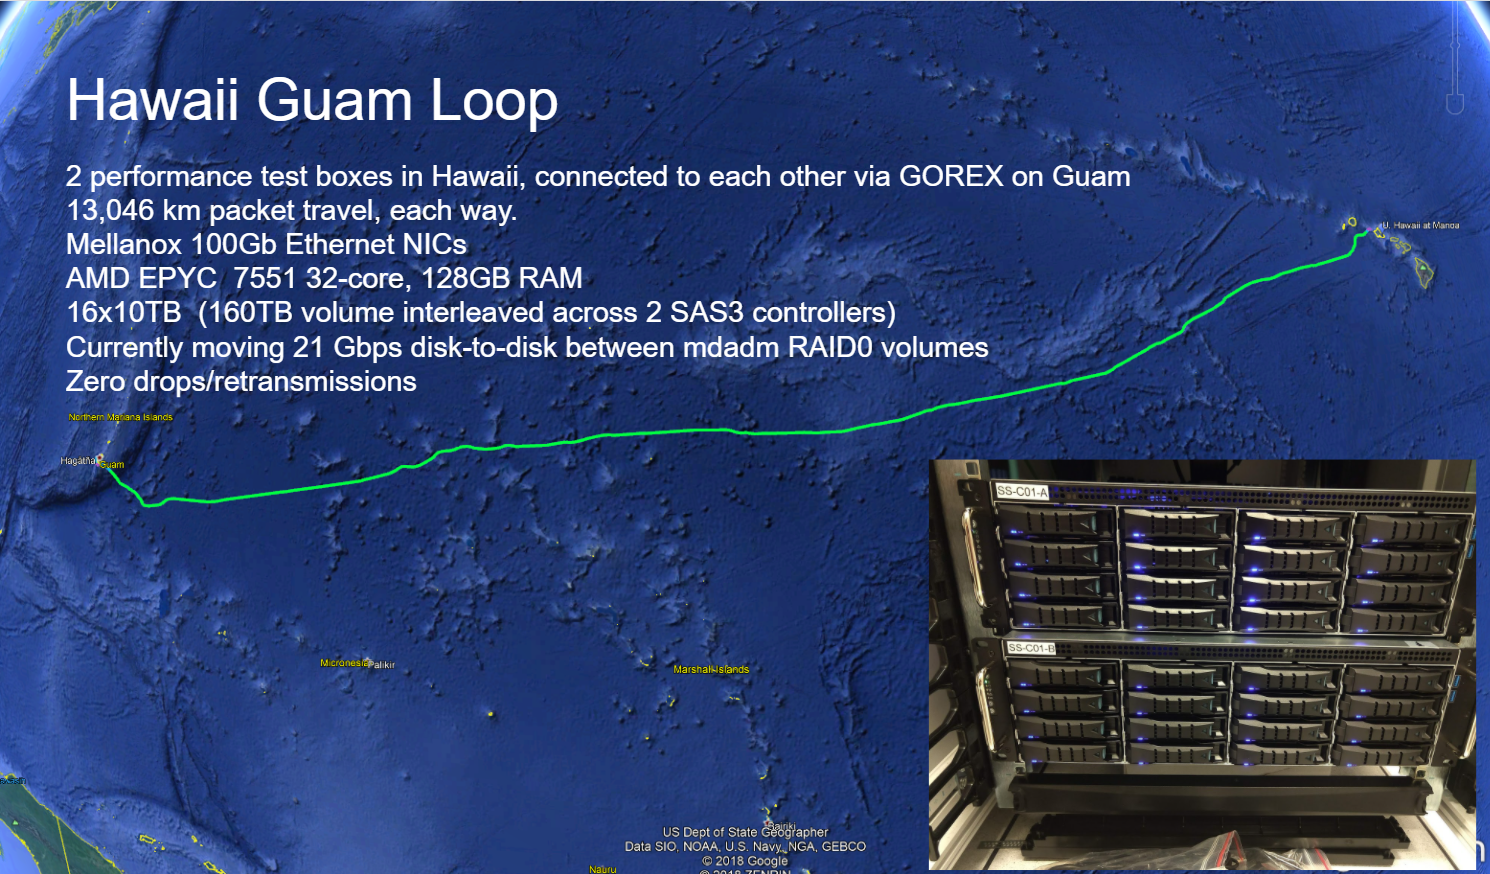 Hawaii Guam Loop
2 performance test boxes in Hawaii, connected to each other via GOREX on Guam
13,046 km packet travel, each way.
Mellanox 100Gb Ethernet NICs
AMD EPYC  7551 32-core, 128GB RAM
16x10TB  (160TB volume interleaved across 2 SAS3 controllers)
Currently moving 21 Gbps disk-to-disk between mdadm RAID0 volumes
Zero drops/retransmissions
U. Hawaii at Manoa
Northern Mariana Islands
Hagåtña
Guam
SS-C01-A
SS-C01-B
Micronesia
Palikir
Marshall Islands
Bairiki
US Dept of State Geographer
Data SIO, NOAA, U.S. Navy, NGA, GEBCO
© 2018 Google
© 2018 ZENRIN
Nauru